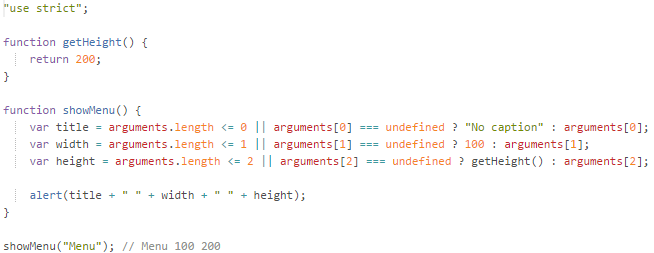 "use strict";

function getHeight() {
    return 200;
}

function showMenu() {
    var title = arguments.length <= 0 || arguments[0] === undefined ? "No caption" : arguments[0];
    var width = arguments.length <= 1 || arguments[1] === undefined ? 100 : arguments[1];
    var height = arguments.length <= 2 || arguments[2] === undefined ? getHeight() : arguments[2];

    alert(title + " " + width + " " + height);
}

showMenu("Menu"); // Menu 100 200